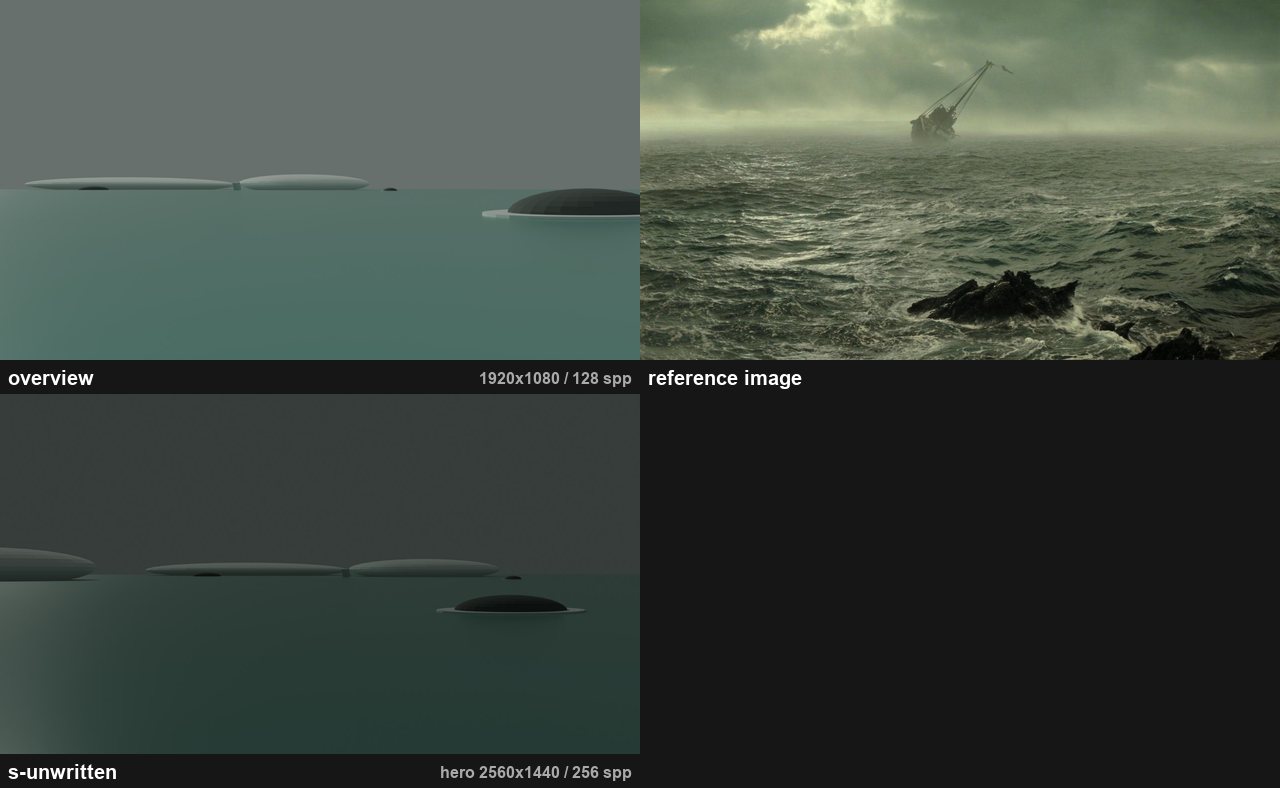 overview
1920x1080 / 128 spp
reference image
s-unwritten
hero 2560x1440 / 256 spp